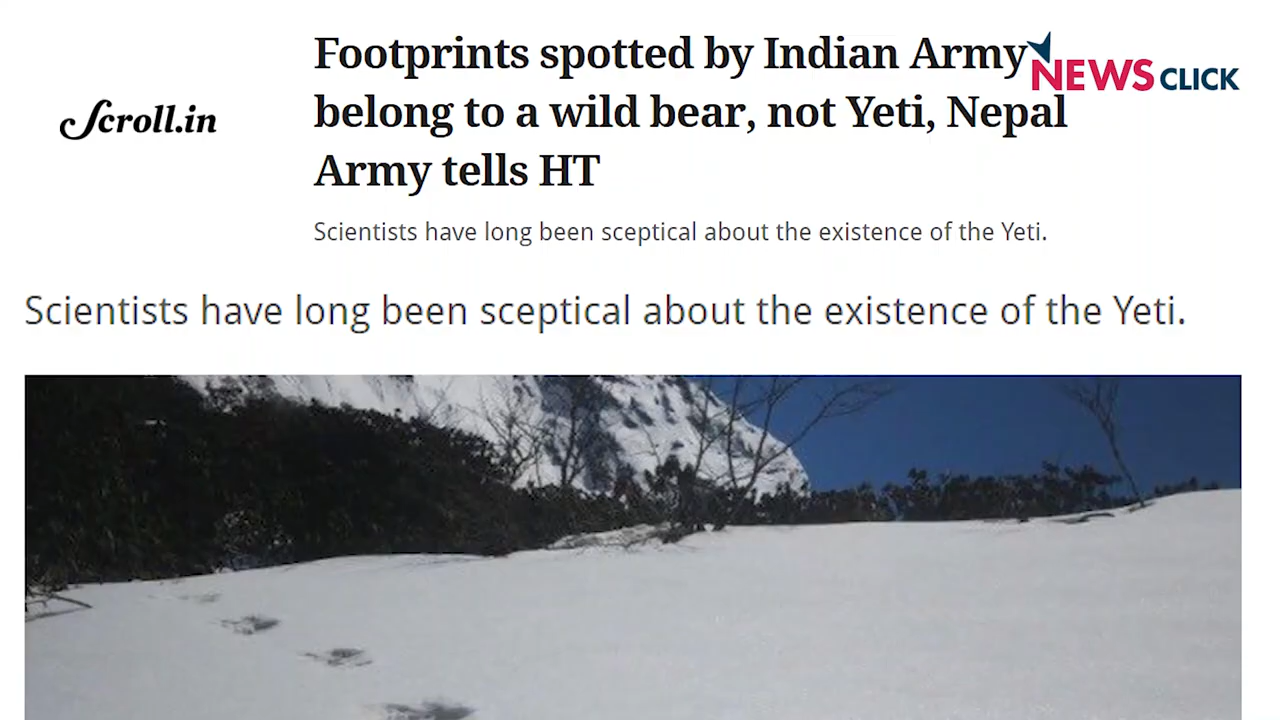 Footprints spotted by Indian Army
NEWS CLICK
Scroll.in
belong to a wild bear, not Yeti, Nepal
Army tells HT
Scientists have long been sceptical about the existence of the Yeti.
Scientists have long been sceptical about the existence of the Yeti.